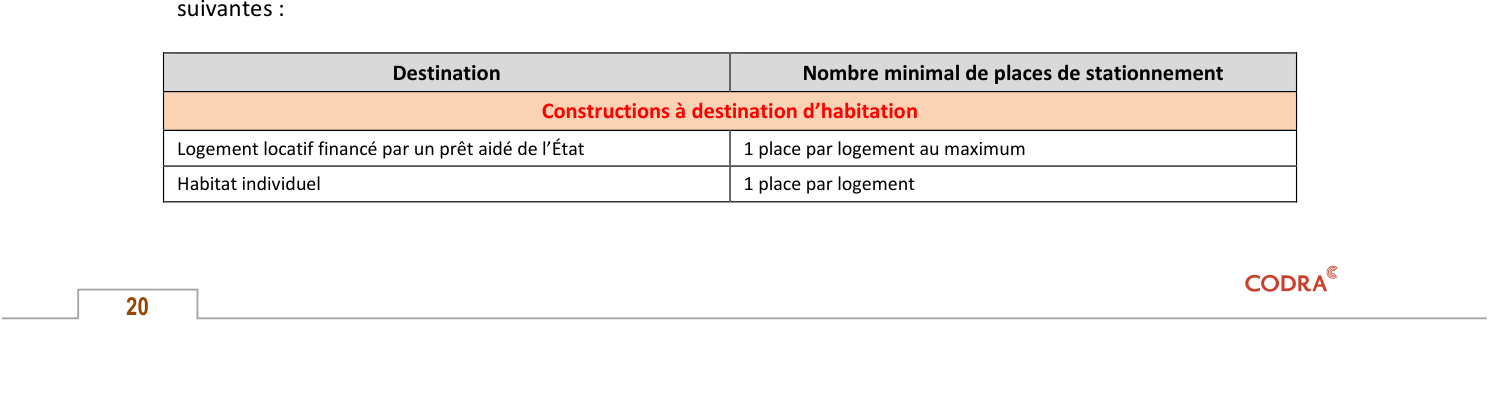 suivantes :
Destination
Nombre minimal de places de stationnement
Constructions à destination d’habitation
Logement locatif financé par un prêt aidé de l’État
1 place par logement au maximum
Habitat individuel
1 place par logement
CODRA
20